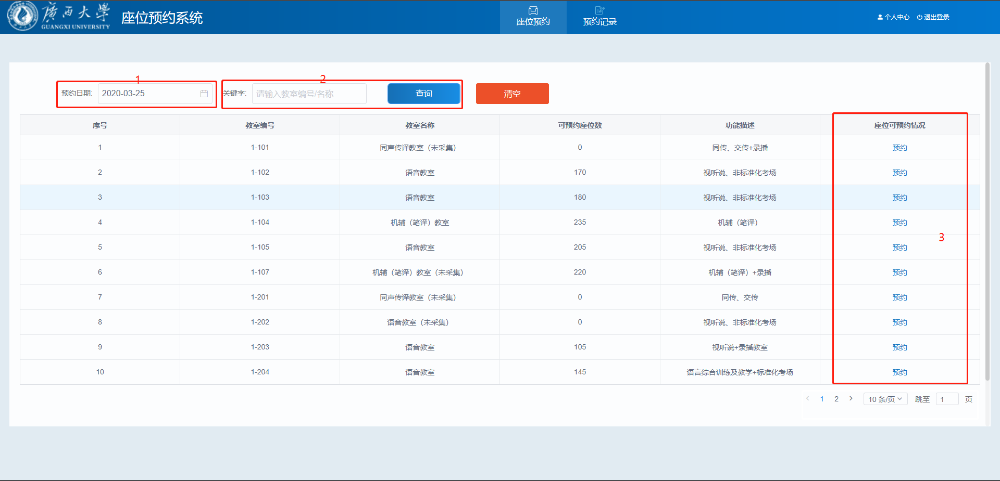 廣西大學
GUANGXI UNIVERSITY
座位预约系统
座位预约
预约记录
个人中心 退出登录
1
预约日期: 2020-03-25
2
关键字: 请输入教室编号/名称
查询
清空
序号 教室编号 教室名称 可预约座位数 功能描述 座位可预约情况
1 1-101 同声传译教室（未采集） 0 同传、交传+录播 预约
2 1-102 语音教室 170 视听说、非标准化考场 预约
3 1-103 语音教室 180 视听说、非标准化考场 预约
4 1-104 机辅（笔译）教室 235 机辅（笔译） 预约
3
5 1-105 语音教室 205 视听说、非标准化考场 预约
6 1-107 机辅（笔译）教室（未采集） 220 机辅（笔译）+录播 预约
7 1-201 同声传译教室（未采集） 0 同传、交传 预约
8 1-202 语音教室（未采集） 0 视听说、非标准化考场 预约
9 1-203 语音教室 105 视听说+录播教室 预约
10 1-204 语音教室 145 语言综合训练及教学+标准化考场 预约
1 2 10 条/页 跳至 1 页